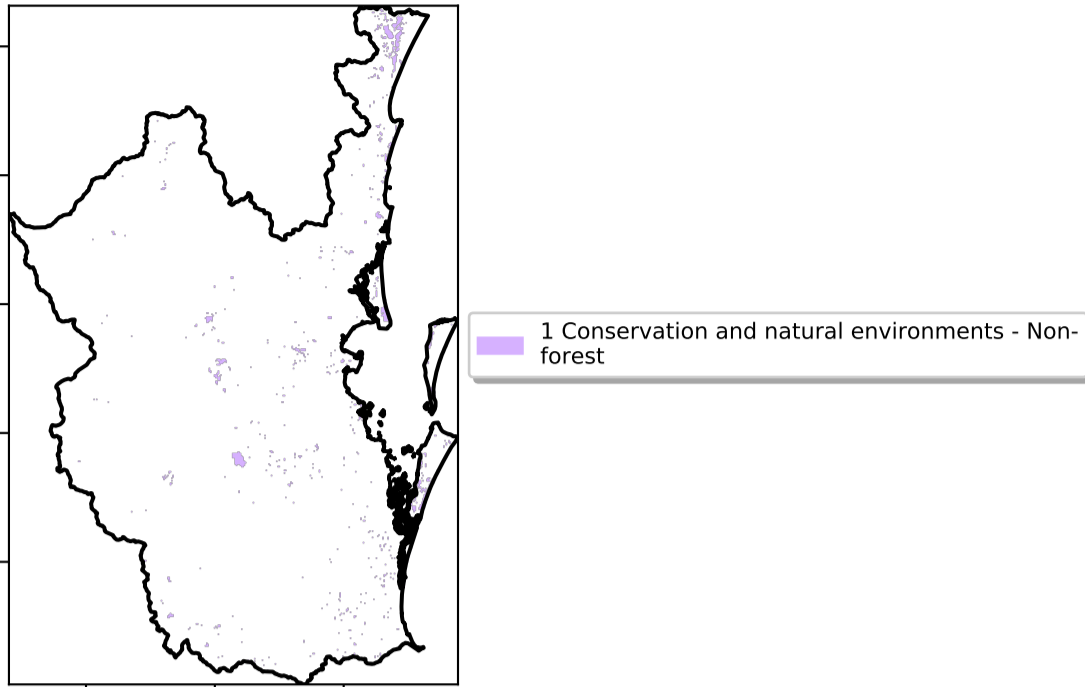 1 Conservation and natural environments - Non-
forest